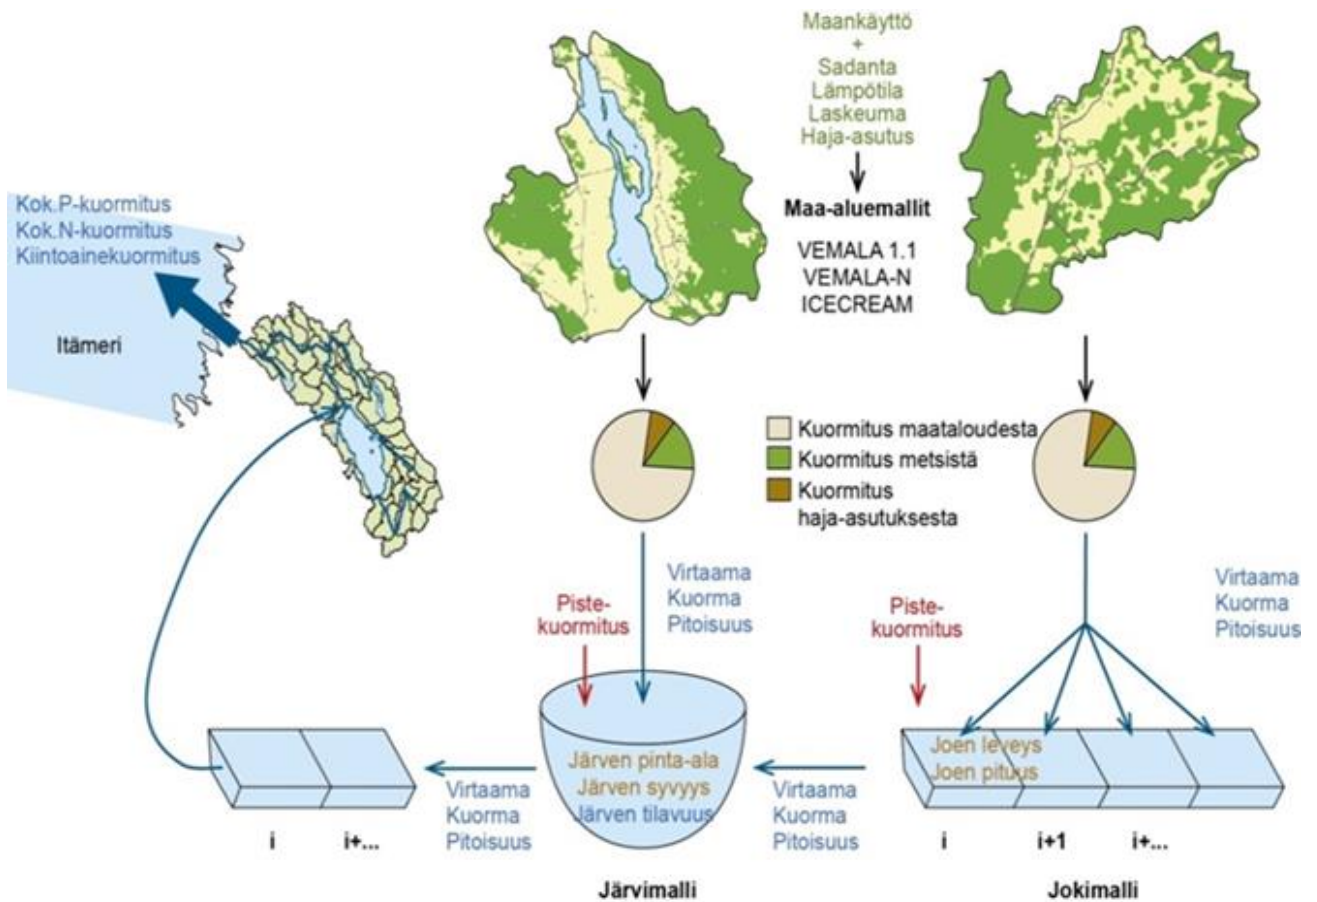 Maankäyttö
+
Sadanta
Lämpötila
Laskeuma
Haja-asutus
Maa-aluemallit
VEMALA 1.1
VEMALA-N
ICECREAM
Kok.P-kuormitus
Kok.N-kuormitus
Kiintoainekuormitus
Itämeri
Kuormitus maataloudesta
Kuormitus metsistä
Kuormitus
haja-asutuksesta
Virtaama
Kuorma
Pitoisuus
Virtaama
Kuorma
Pitoisuus
Piste-
kuormitus
Piste-
kuormitus
Järven pinta-ala
Järven syvyys
Järven tilavuus
Joen leveys
Joen pituus
Virtaama
Kuorma
Pitoisuus
Virtaama
Kuorma
Pitoisuus
i
i+...
i
i+1
i+...
Järvimalli
Jokimalli